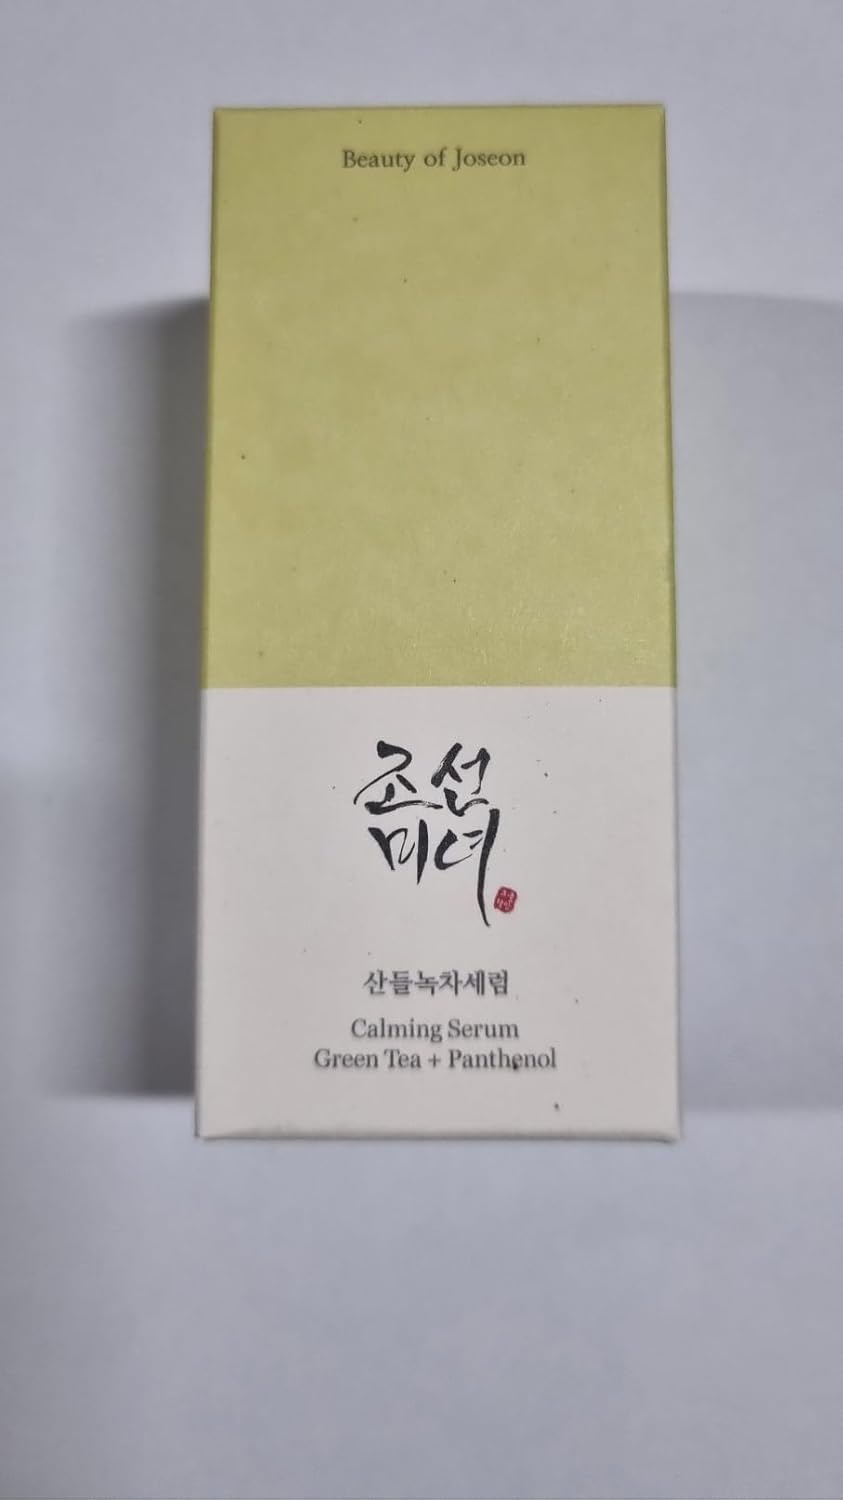 Beauty of Joseon
조선
미녀
산들녹차세럼
Calming Serum
Green Tea + Panthenol